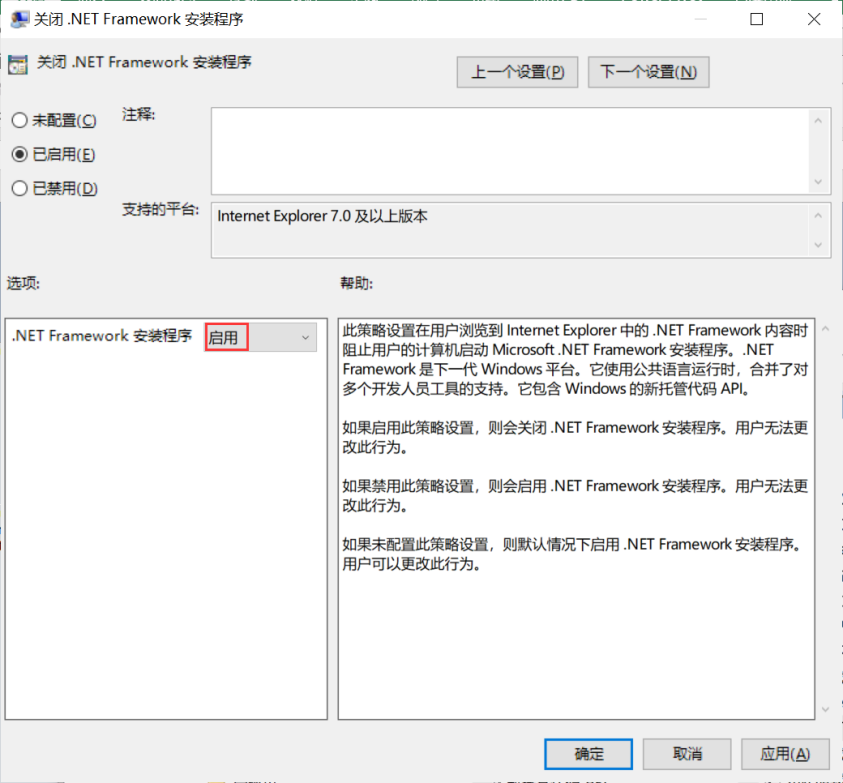 关闭 .NET Framework 安装程序
关闭 .NET Framework 安装程序
上一个设置(P)
下一个设置(N)
未配置(C)
已启用(E)
已禁用(D)
注释:
支持的平台:
Internet Explorer 7.0 及以上版本
选项:
帮助:
.NET Framework 安装程序
启用
此策略设置在用户浏览到 Internet Explorer 中的 .NET Framework 内容时
阻止用户的计算机启动 Microsoft .NET Framework 安装程序。.NET
Framework 是下一代 Windows 平台。它使用公共语言运行时，合并了对
多个开发人员工具的支持。它包含 Windows 的新托管代码 API。
如果启用此策略设置，则会关闭 .NET Framework 安装程序。用户无法更
改此行为。
如果禁用此策略设置，则会启用 .NET Framework 安装程序。用户无法更
改此行为。
如果未配置此策略设置，则默认情况下启用 .NET Framework 安装程序。
用户可以更改此行为。
确定
取消
应用(A)